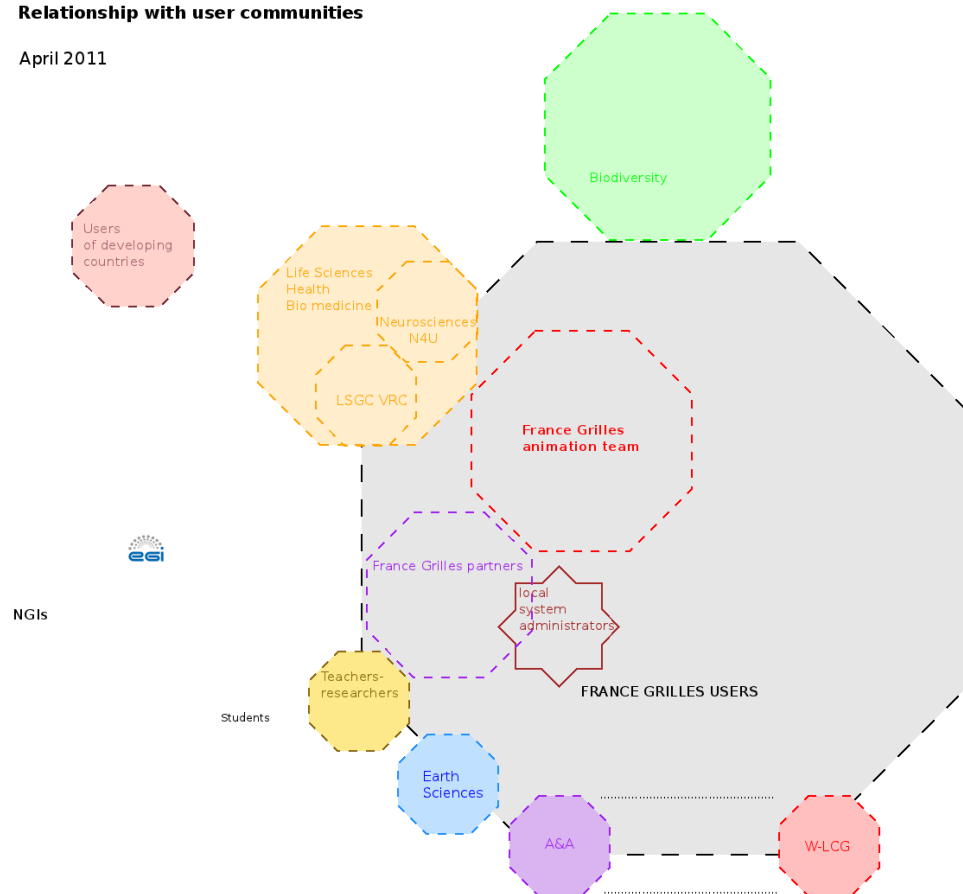 Relationship with user communities
April 2011
Biodiversity
Users
of developing
countries
Life Sciences
Health
Bio medicine
Neurosciences
N4U
LSGC VRC
France Grilles
animation team
egi
France Grilles partners
local
system
administrators
NGIs
Teachers-
researchers
FRANCE GRILLES USERS
Students
Earth
Sciences
A&A
W-LCG